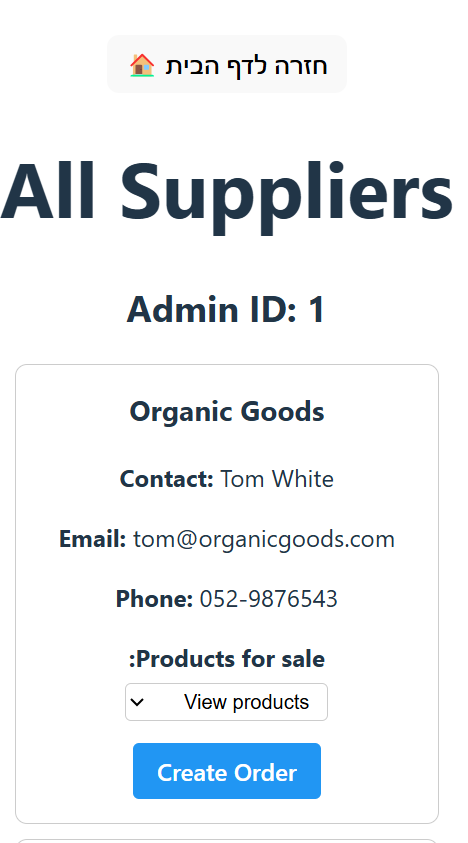 חזרה לדף הבית 🏠
All Suppliers
Admin ID: 1
Organic Goods
Contact: Tom White
Email: tom@organicgoods.com
Phone: 052-9876543
:Products for sale
View products
Create Order